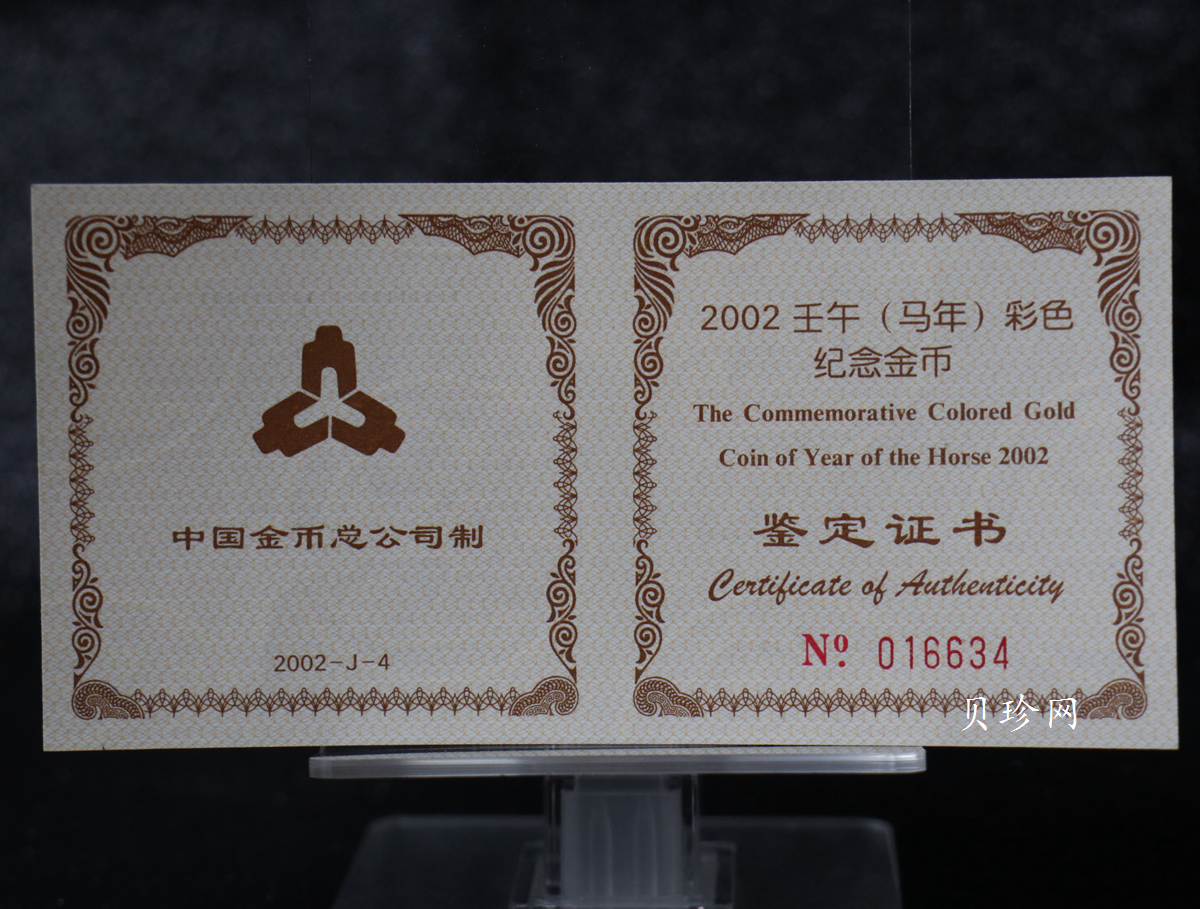 中国金币总公司制
2002-J-4
2002 壬午（马年）彩色
纪念金币
The Commemorative Colored Gold
Coin of Year of the Horse 2002
鉴定证书
Certificate of Authenticity
Nº 016634
贝珍网